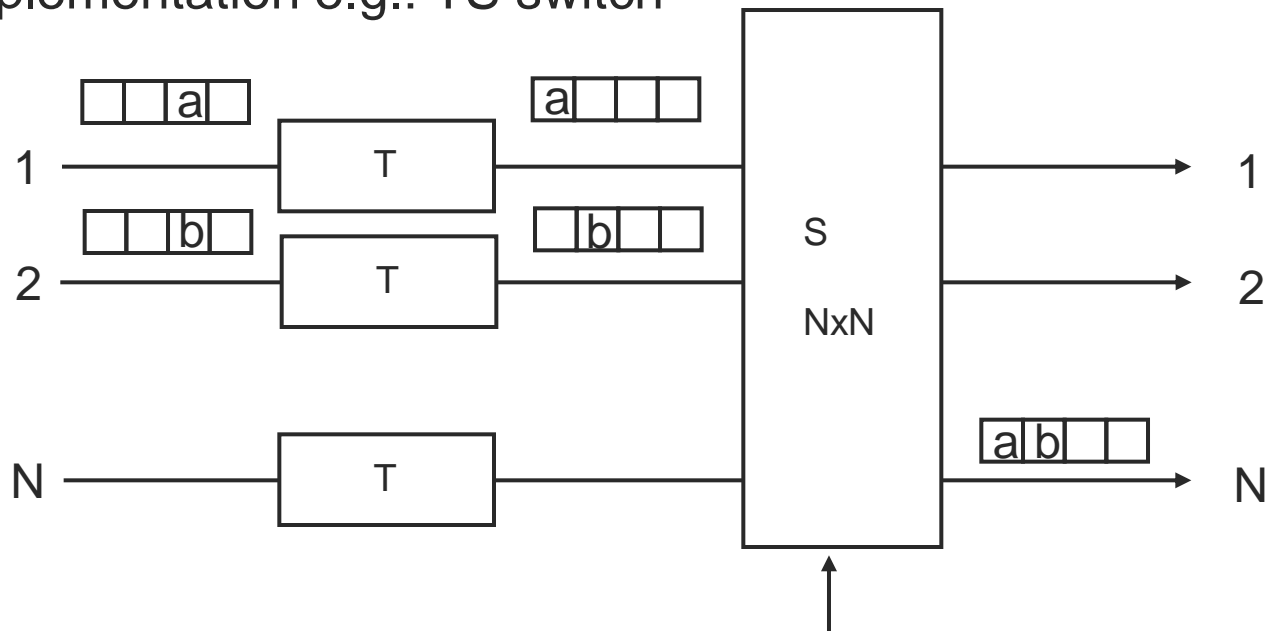 e.g.: TS switch
a a
1 T 1
b b
2 T S 2
NxN
a b
N T N